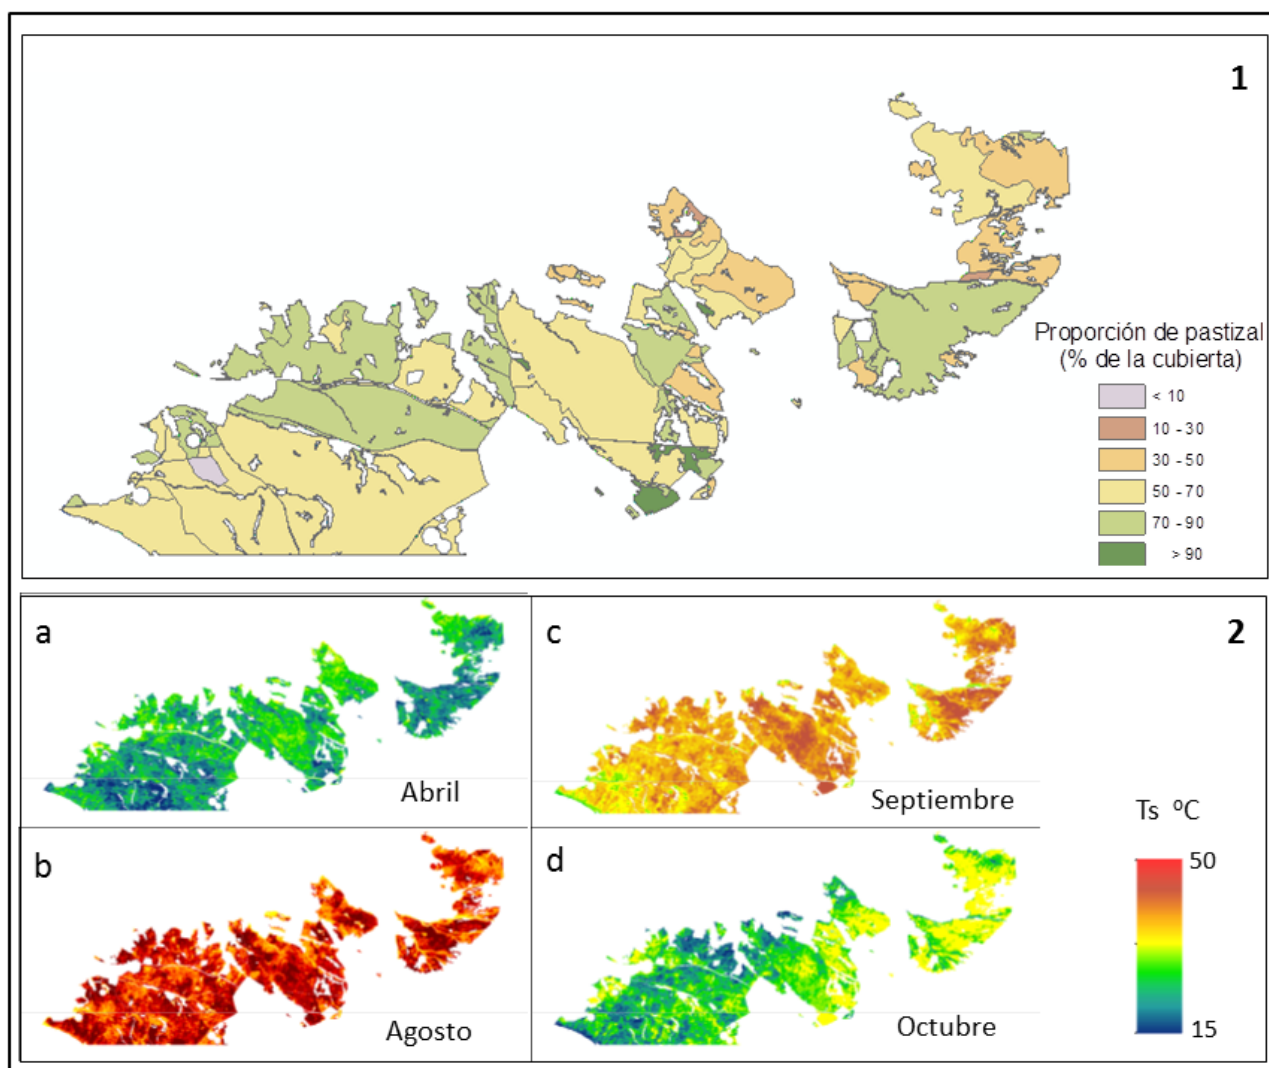 1
Proporción de pastizal
(% de la cubierta)
< 10
10 - 30
30 - 50
50 - 70
70 - 90
> 90
a
c
2
Abril
Septiembre
Ts ºC
50
b
d
Agosto
Octubre
15